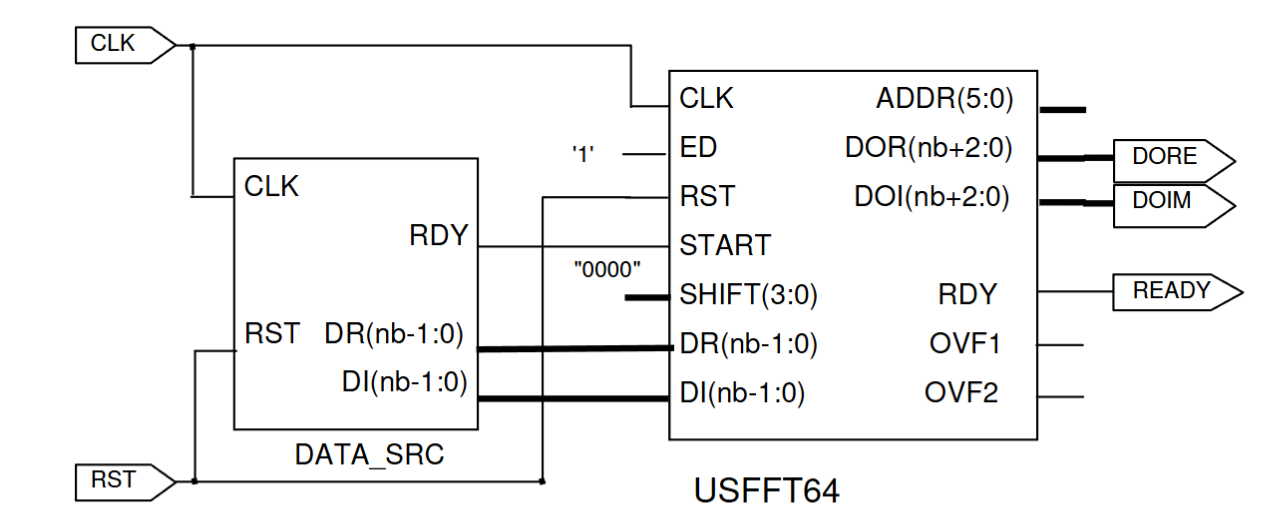 CLK
CLK
ADDR(5:0)
'1'
ED
DOR(nb+2:0)
DORE
CLK
RST
DOI(nb+2:0)
DOIM
RDY
START
"0000"
SHIFT(3:0)
RDY
READY
RST
DR(nb-1:0)
DR(nb-1:0)
OVF1
DI(nb-1:0)
DI(nb-1:0)
OVF2
DATA_SRC
RST
USFFT64